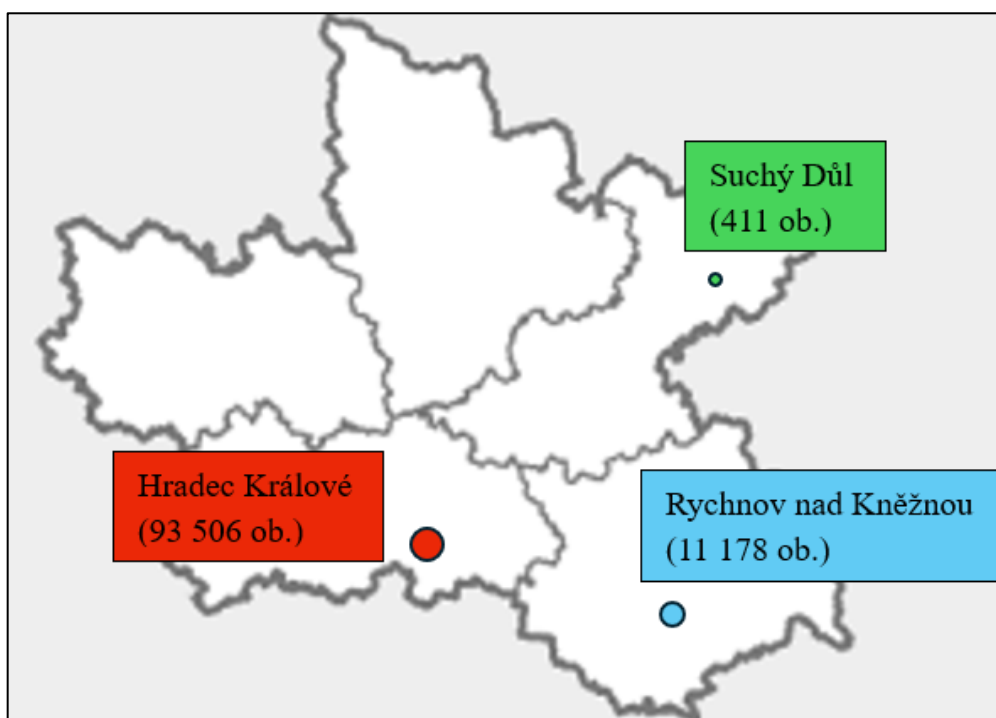 Suchý Důl
(411 ob.)
Hradec Králové
(93 506 ob.)
Rychnov nad Kněžnou
(11 178 ob.)